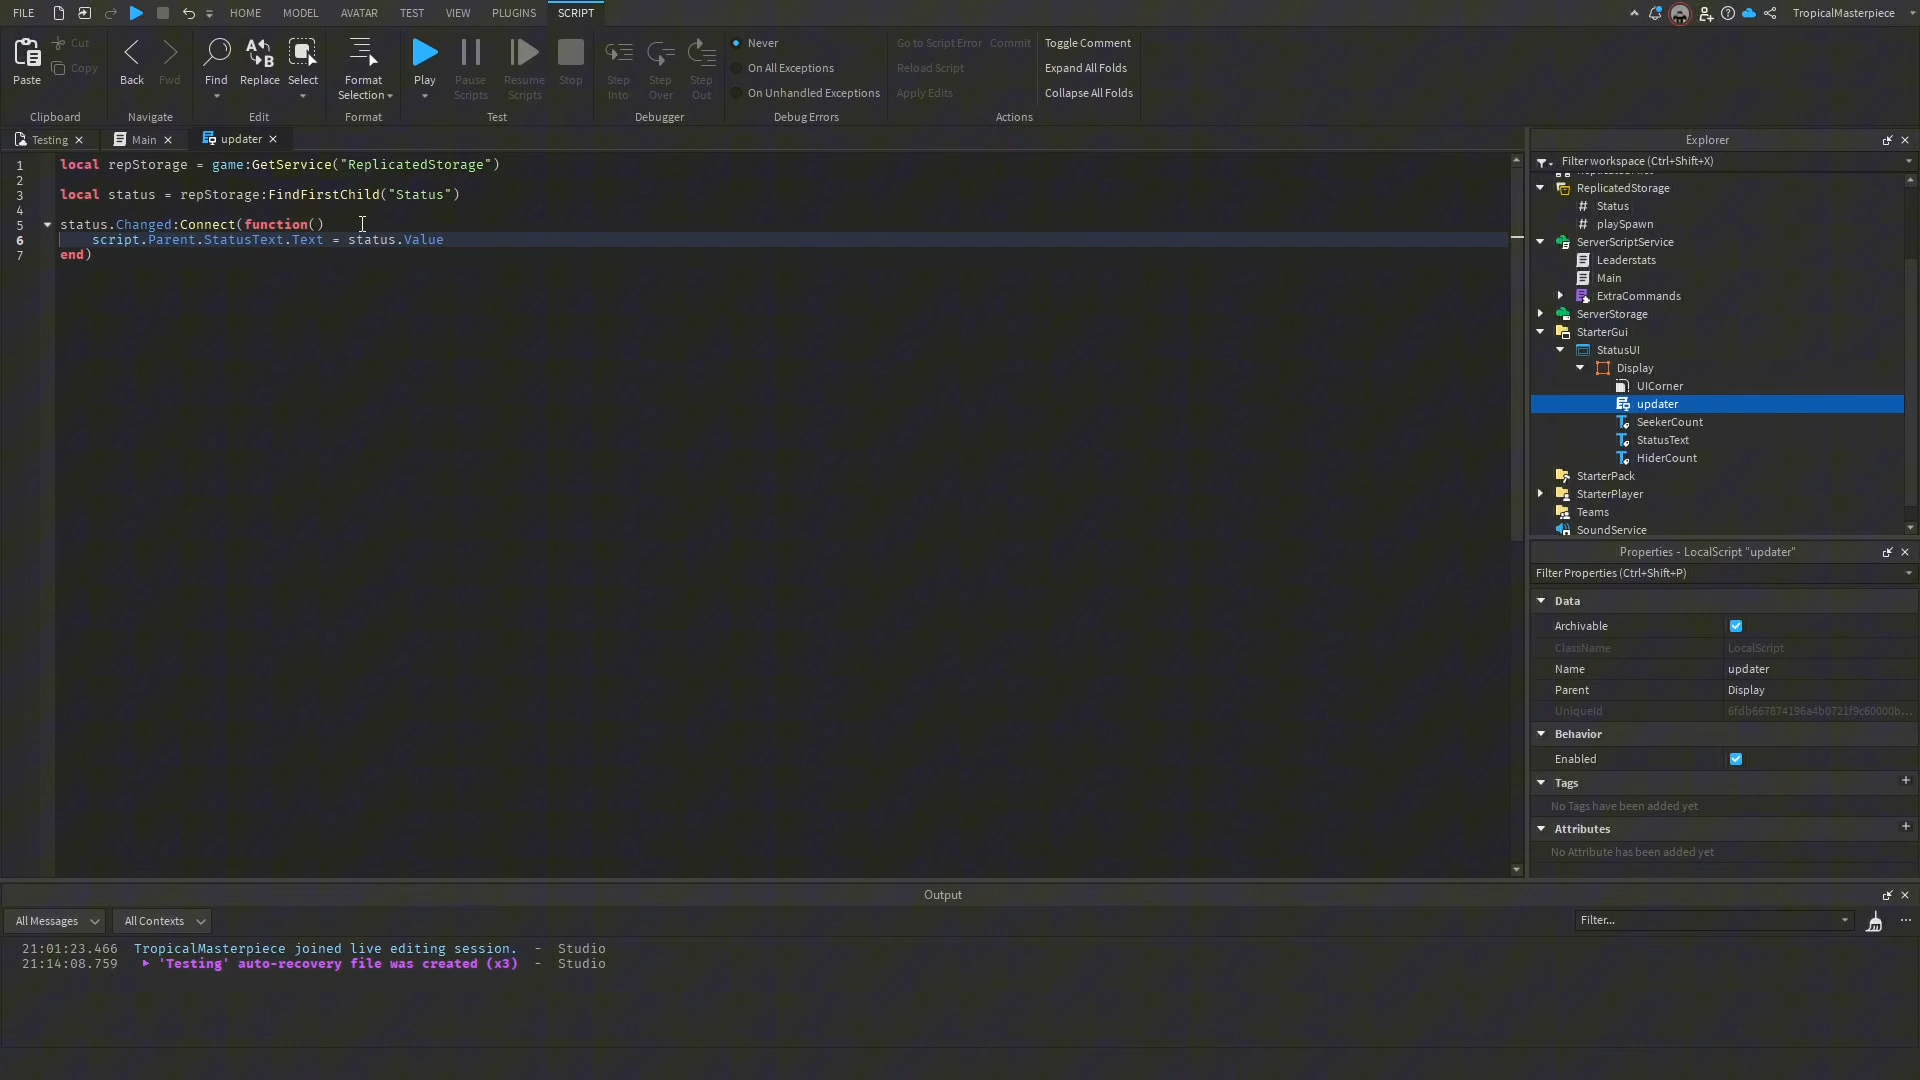 FILE HOME MODEL AVATAR TEST VIEW PLUGINS SCRIPT TropicalMasterpiece
Paste Cut Copy
Clipboard
Back Fwd
Navigate
Find Replace Select
Edit
Format Selection
Format
Play Pause Scripts Resume Scripts Stop
Test
Step Into Step Over Step Out
Debugger
Never
On All Exceptions
On Unhandled Exceptions
Debug Errors
Go to Script Error Commit Toggle Comment
Reload Script Expand All Folds
Apply Edits Collapse All Folds
Actions
Testing Main updater
1 local repStorage = game:GetService("ReplicatedStorage")
2
3 local status = repStorage:FindFirstChild("Status")
4
5 status.Changed:Connect(function()
6 script.Parent.StatusText.Text = status.Value
7 end)
Explorer
Filter workspace (Ctrl+Shift+X)
ReplicatedStorage
Status
playSpawn
ServerScriptService
Leaderstats
Main
ExtraCommands
ServerStorage
StarterGui
StatusUI
Display
UICorner
updater
SeekerCount
StatusText
HiderCount
StarterPack
StarterPlayer
Teams
SoundService
Properties - LocalScript "updater"
Filter Properties (Ctrl+Shift+P)
Data
Archivable
ClassName LocalScript
Name updater
Parent Display
UniqueId 6fdb667874196a4b0721f9c60000b...
Behavior
Enabled
Tags
No Tags have been added yet
Attributes
No Attribute has been added yet
Output
All Messages All Contexts Filter...
21:01:23.466 TropicalMasterpiece joined live editing session. - Studio
21:14:08.759 'Testing' auto-recovery file was created (x3) - Studio